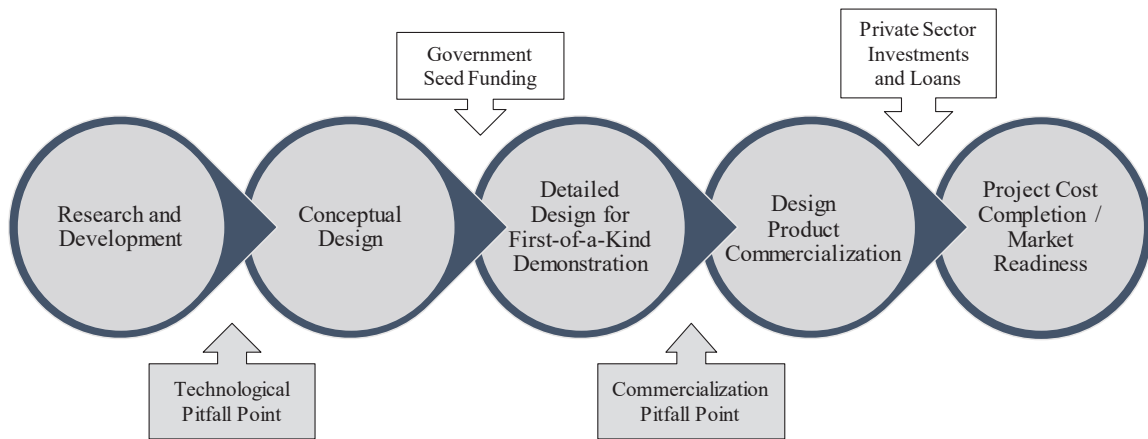 Government
Seed Funding
Private Sector
Investments
and Loans
Research and
Development
Conceptual
Design
Detailed
Design for
First-of-a-Kind
Demonstration
Design
Product
Commercialization
Project Cost
Completion /
Market
Readiness
Technological
Pitfall Point
Commercialization
Pitfall Point